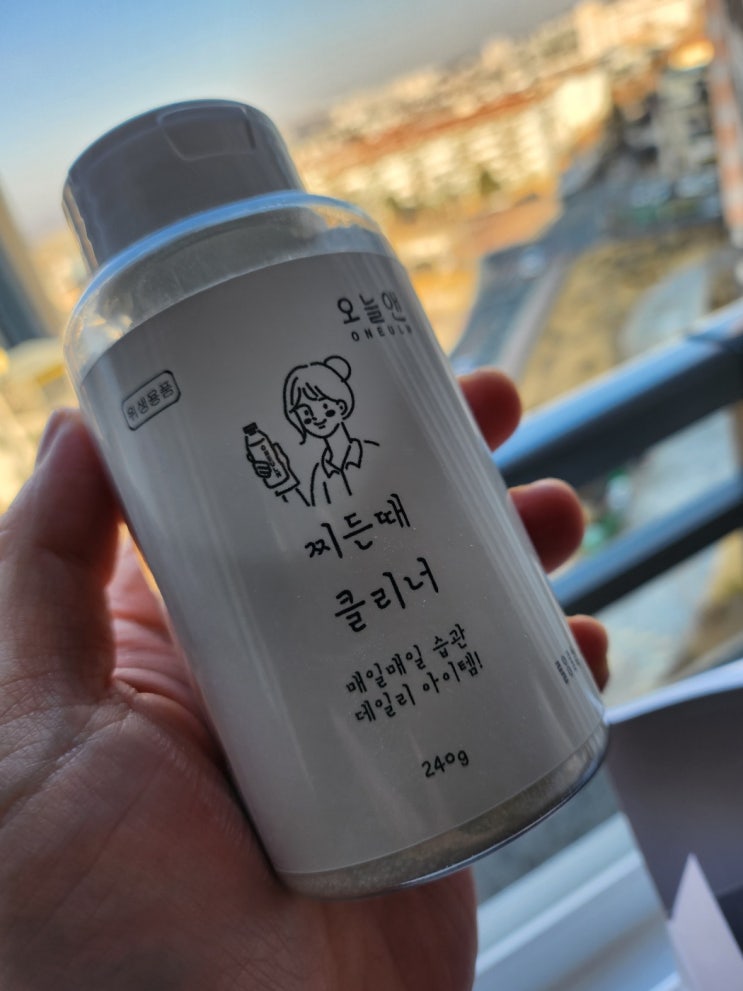 오늘앤
ONEULN
위생용품
찌든때
클리너
매일매일 습관
데일리 아이템!
240g